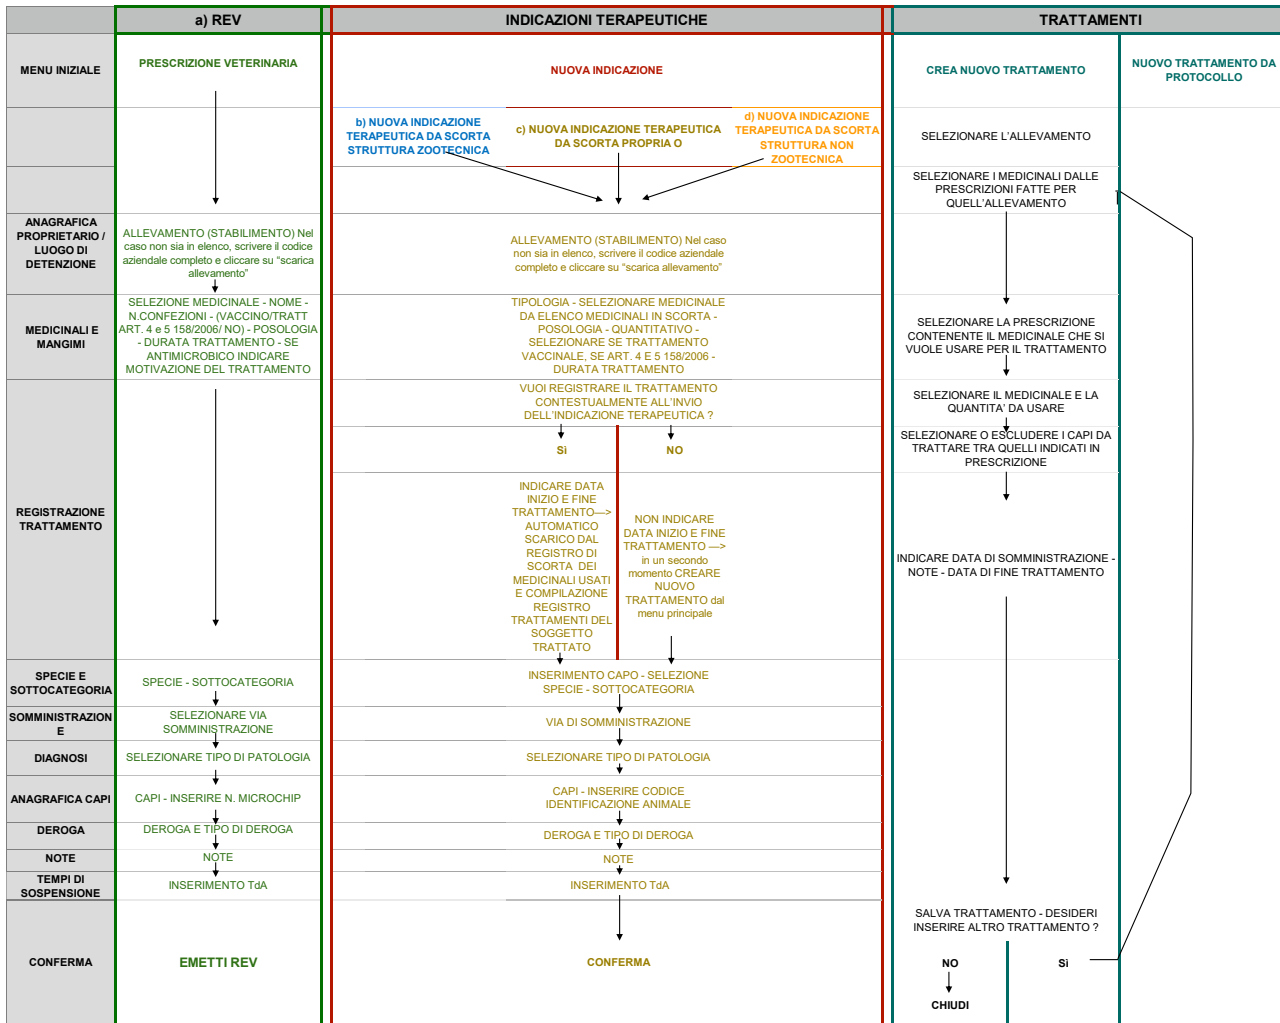 a) REV
INDICAZIONI TERAPEUTICHE
TRATTAMENTI
MENU INIZIALE
PRESCRIZIONE VETERINARIA
NUOVA INDICAZIONE
CREA NUOVO TRATTAMENTO
NUOVO TRATTAMENTO DA
PROTOCOLLO
b) NUOVA INDICAZIONE
TERAPEUTICA DA SCORTA
STRUTTURA ZOOTECNICA
c) NUOVA INDICAZIONE TERAPEUTICA
DA SCORTA PROPRIA O
d) NUOVA INDICAZIONE
TERAPEUTICA DA SCORTA
STRUTTURA NON
ZOOTECNICA
SELEZIONARE L'ALLEVAMENTO
SELEZIONARE I MEDICINALI DALLE
PRESCRIZIONI FATTE PER
QUELL'ALLEVAMENTO
ANAGRAFICA
PROPRIETARIO /
LUOGO DI
DETENZIONE
ALLEVAMENTO (STABILIMENTO) Nel
caso non sia in elenco, scrivere il codice
aziendale completo e cliccare su “scarica
allevamento”
ALLEVAMENTO (STABILIMENTO) Nel caso
non sia in elenco, scrivere il codice aziendale
completo e cliccare su “scarica allevamento”
MEDICINALI E
MANGIMI
SELEZIONE MEDICINALE - NOME -
N.CONFEZIONI - (VACCINO/TRATT
ART. 4 e 5 158/2006/ NO) - POSOLOGIA
- DURATA TRATTAMENTO - SE
ANTIMICROBICO INDICARE
MOTIVAZIONE DEL TRATTAMENTO
TIPOLOGIA - SELEZIONARE MEDICINALE
DA ELENCO MEDICINALI IN SCORTA -
POSOLOGIA - QUANTITATIVO -
SELEZIONARE SE TRATTAMENTO
VACCINALE, SE ART. 4 E 5 158/2006 -
DURATA TRATTAMENTO
SELEZIONARE LA PRESCRIZIONE
CONTENENTE IL MEDICINALE CHE SI
VUOLE USARE PER IL TRATTAMENTO
REGISTRAZIONE
TRATTAMENTO
VUOI REGISTRARE IL TRATTAMENTO
CONTESTUALMENTE ALL'INVIO
DELL'INDICAZIONE TERAPEUTICA ?
SELEZIONARE IL MEDICINALE E LA
QUANTITA' DA USARE
Sì
NO
SELEZIONARE O ESCLUDERE I CAPI DA
TRATTARE TRA QUELLI INDICATI IN
PRESCRIZIONE
INDICARE DATA
INIZIO E FINE
TRATTAMENTO—>
AUTOMATICO
SCARICO DAL
REGISTRO DI
SCORTA DEI
MEDICINALI USATI
E COMPILAZIONE
REGISTRO
TRATTAMENTI DEL
SOGGETTO
TRATTATO
NON INDICARE
DATA INIZIO E FINE
TRATTAMENTO —>
in un secondo
momento CREARE
NUOVO
TRATTAMENTO dal
menu principale
INDICARE DATA DI SOMMINISTRAZIONE -
NOTE - DATA DI FINE TRATTAMENTO
SPECIE E
SOTTOCATEGORIA
SPECIE - SOTTOCATEGORIA
INSERIMENTO CAPO - SELEZIONE
SPECIE - SOTTOCATEGORIA
SOMMINISTRAZION
E
SELEZIONARE VIA
SOMMINISTRAZIONE
VIA DI SOMMINISTRAZIONE
DIAGNOSI
SELEZIONARE TIPO DI PATOLOGIA
SELEZIONARE TIPO DI PATOLOGIA
ANAGRAFICA CAPI
CAPI - INSERIRE N. MICROCHIP
CAPI - INSERIRE CODICE
IDENTIFICAZIONE ANIMALE
DEROGA
DEROGA E TIPO DI DEROGA
DEROGA E TIPO DI DEROGA
NOTE
NOTE
NOTE
TEMPI DI
SOSPENSIONE
INSERIMENTO TdA
INSERIMENTO TdA
CONFERMA
EMETTI REV
CONFERMA
SALVA TRATTAMENTO - DESIDERI
INSERIRE ALTRO TRATTAMENTO ?
NO
Sì
CHIUDI